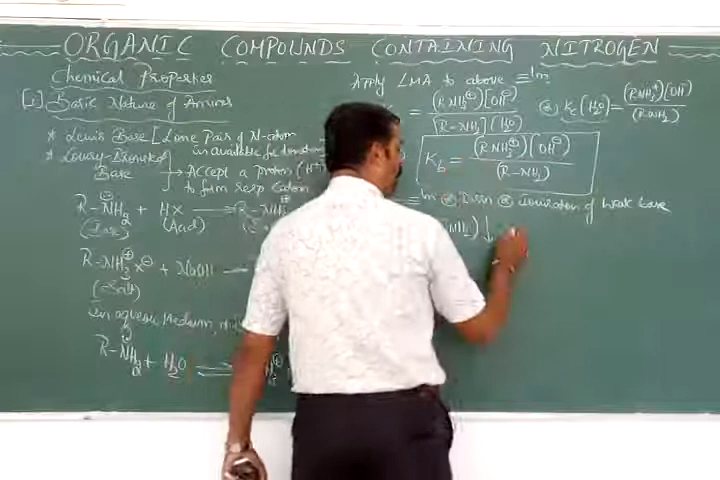 ORGANIC COMPOUNDS CONTAINING NITROGEN
Chemical Properties
[1] Basic Nature of Amines
* Lewis Base [Lone Pair of N-atom
is available for donation
* Lowry-Bronsted Base → Accept a proton (H⁺)
to form resp cation
R-NH₂ + HX → R-NH₃
(Base) (Acid)
R-NH₃⊕X⊖ + NaOH →
(Salt)
In aqueous Medium,
R-NH₂ + H₂O ⇌
Apply LMA to above ≡ᵇᵐ
= (RNH₃⊕)(OH⊖) / (R-NH₂)(H₂O)
Kc(H₂O) = (RNH₃⁺)(OH⊖) / (RNH₂)
K_b = (RNH₃⊕)(OH⊖) / (R-NH₂)
of weak base
↓